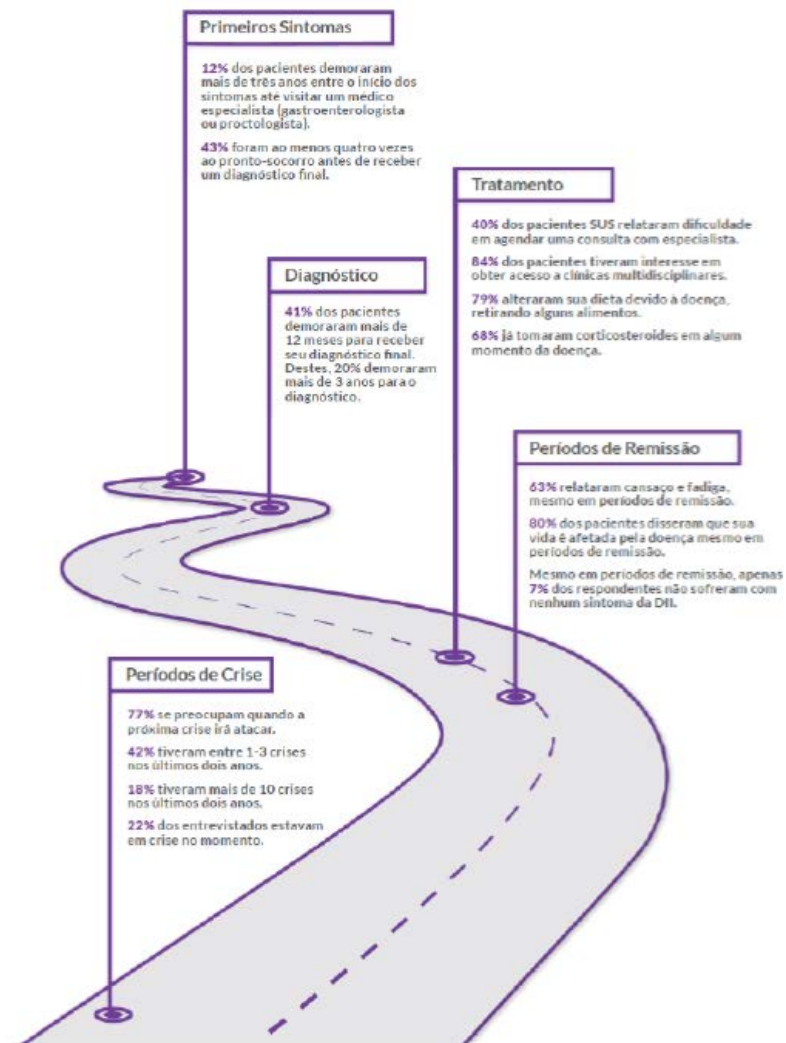 Primeiros Sintomas
12% dos pacientes demoraram
mais de três anos entre o início dos
sintomas até visitar um médico
especialista (gastroenterologista
ou proctologista).
43% foram ao menos quatro vezes
ao pronto-socorro antes de receber
um diagnóstico final.
Diagnóstico
41% dos pacientes
demoraram mais de
12 meses para receber
seu diagnóstico final.
Destes, 20% demoraram
mais de 3 anos para o
diagnóstico.
Tratamento
40% dos pacientes SUS relataram dificuldade
em agendar uma consulta com especialista.
84% dos pacientes tiveram interesse em
obter acesso a clínicas multidisciplinares.
79% alteraram sua dieta devido à doença,
retirando alguns alimentos.
68% já tomaram corticosteroides em algum
momento da doença.
Períodos de Remissão
63% relataram cansaço e fadiga,
mesmo em períodos de remissão.
80% dos pacientes disseram que sua
vida é afetada pela doença mesmo em
períodos de remissão.
Mesmo em períodos de remissão, apenas
7% dos respondentes não sofreram com
nenhum sintoma da DII.
Períodos de Crise
77% se preocupam quando a
próxima crise irá atacar.
42% tiveram entre 1-3 crises
nos últimos dois anos.
18% tiveram mais de 10 crises
nos últimos dois anos.
22% dos entrevistados estavam
em crise no momento.